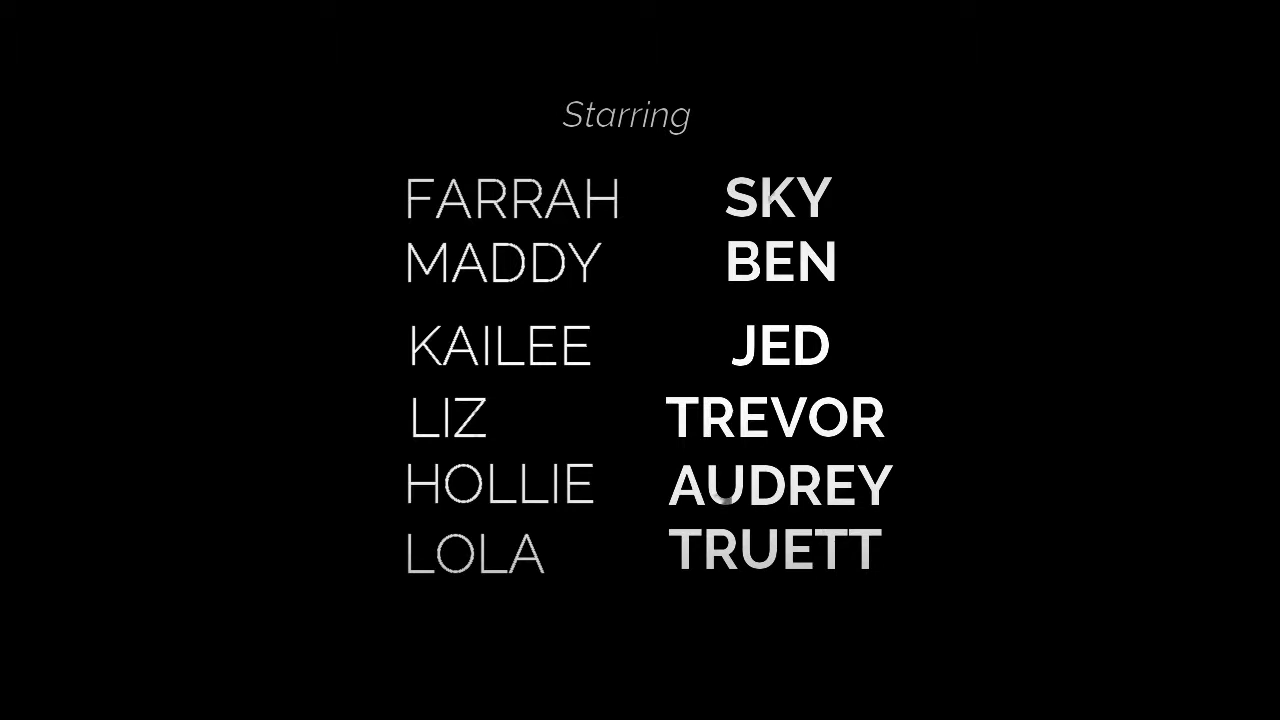 Starring
FARRAH SKY
MADDY BEN
KAILEE JED
LIZ TREVOR
HOLLIE AUDREY
LOLA TRUETT